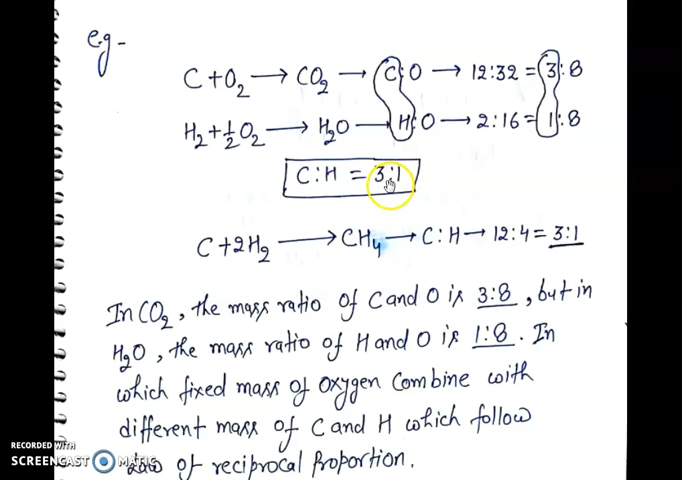 e.g-
C + O₂ ⟶ CO₂ ⟶ C:O ⟶ 12:32 = 3:8
H₂ + ½O₂ ⟶ H₂O ⟶ H:O ⟶ 2:16 = 1:8
C:H = 3:1
C + 2H₂ ⟶ CH₄ ⟶ C:H ⟶ 12:4 = 3:1
In CO₂, the mass ratio of C and O is 3:8, but in
H₂O, the mass ratio of H and O is 1:8. In
which fixed mass of oxygen combine with
different mass of C and H which follow
law of reciprocal proportion.
RECORDED WITH
SCREENCAST MATIC